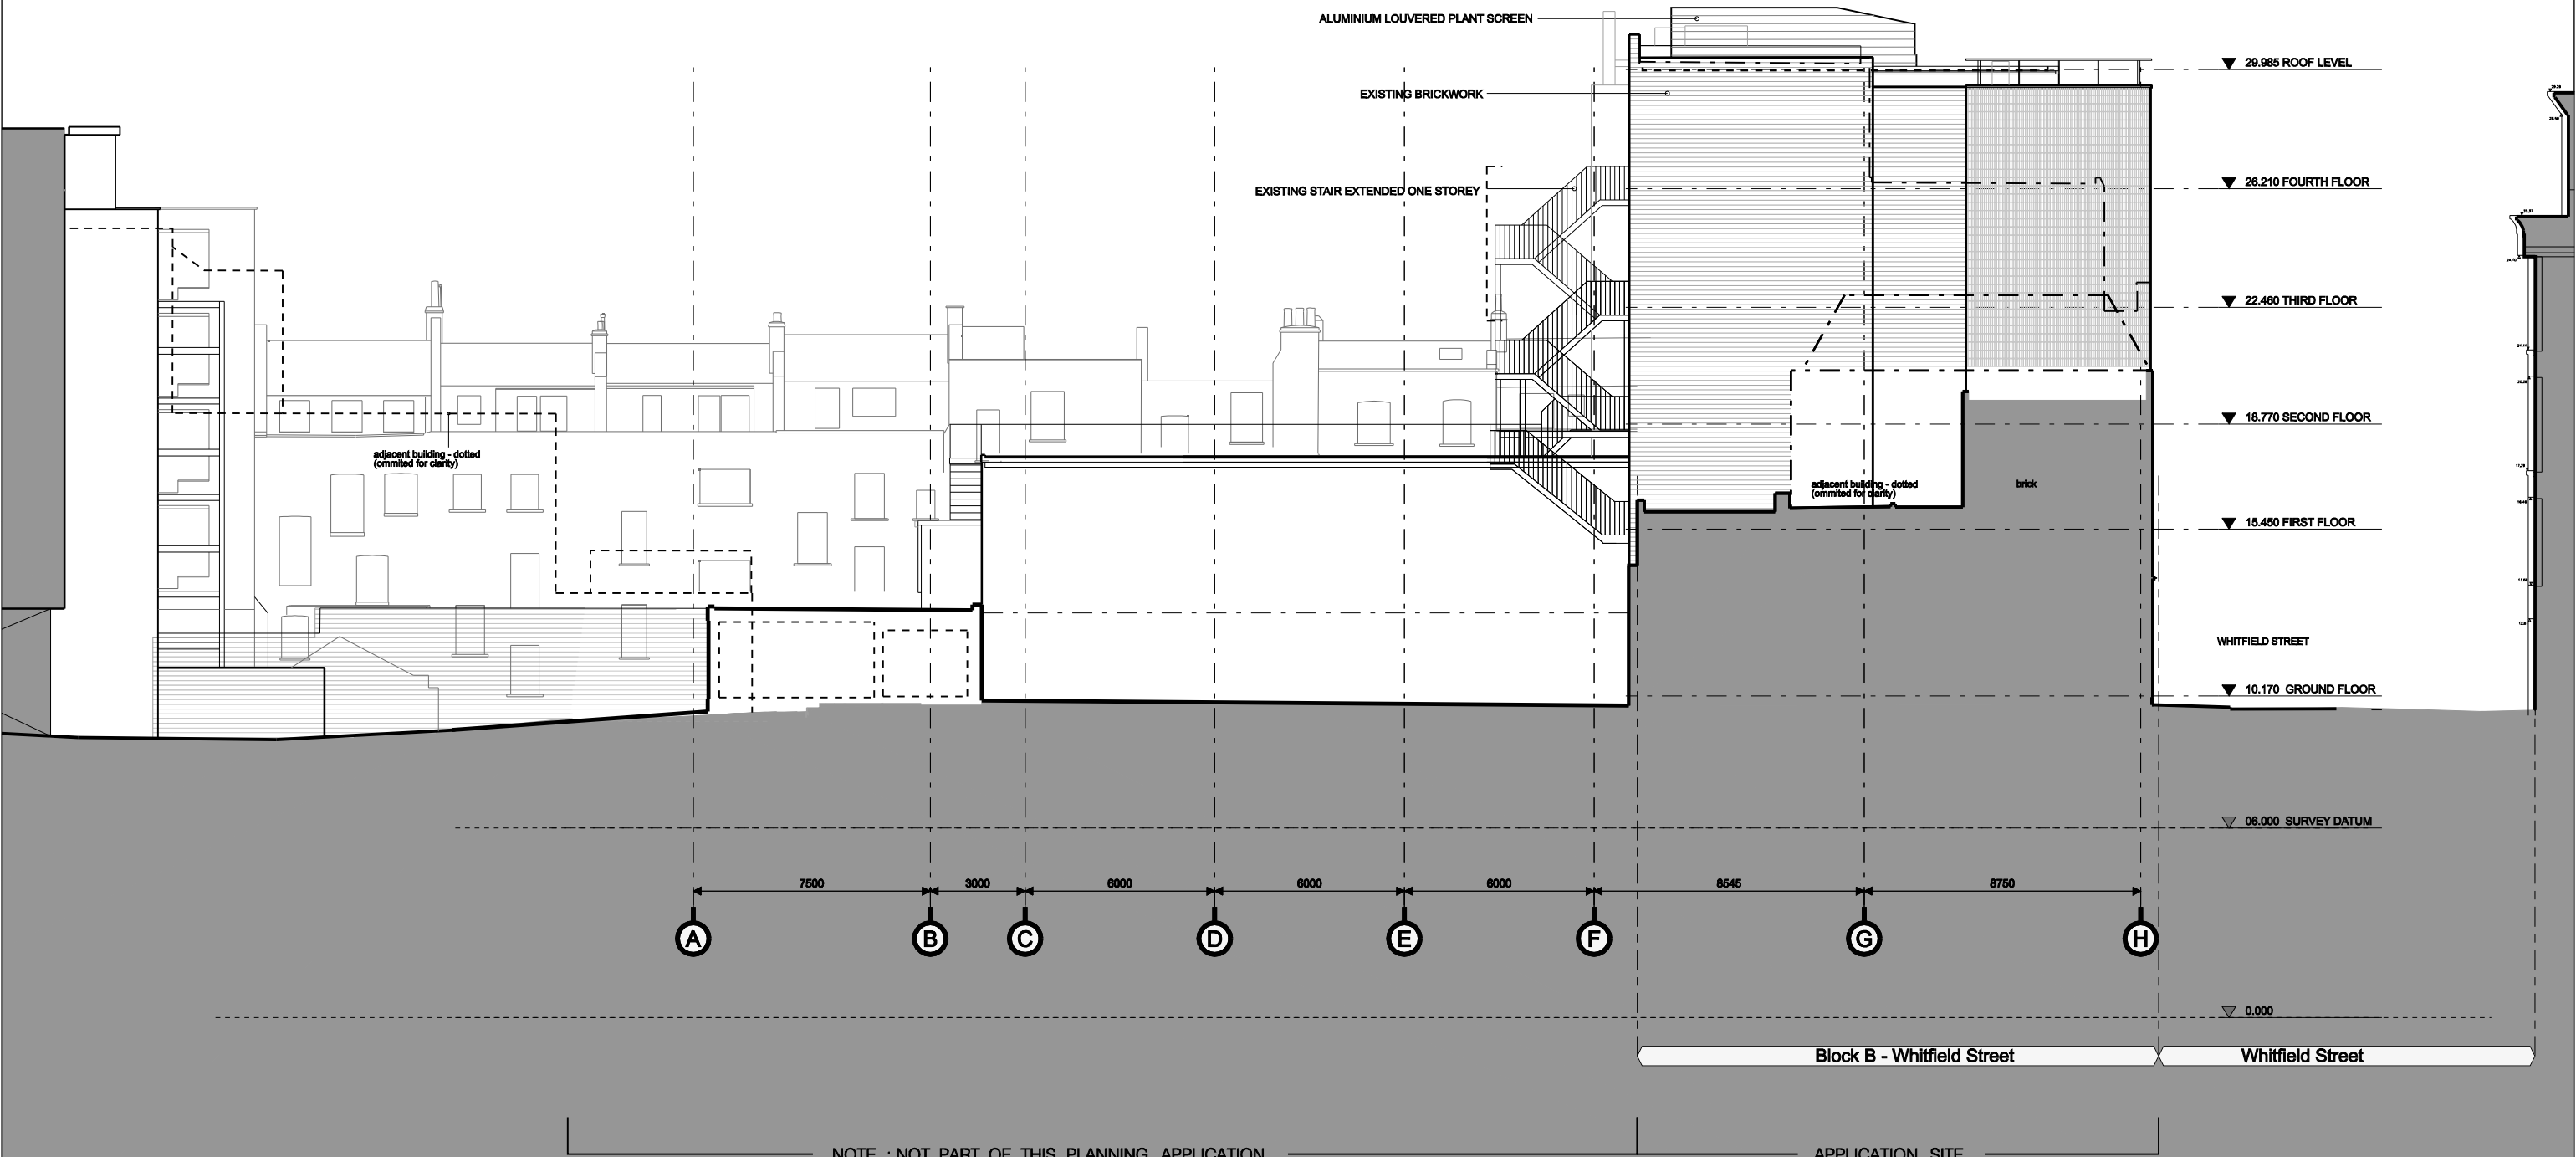 ALUMINIUM LOUVERED PLANT SCREEN
29.985 ROOF LEVEL
EXISTING BRICKWORK
26.210 FOURTH FLOOR
EXISTING STAIR EXTENDED ONE STOREY
22.460 THIRD FLOOR
18.770 SECOND FLOOR
adjacent building - dotted
(ommited for clarity)
adjacent building - dotted
(ommited for clarity)
brick
15.450 FIRST FLOOR
WHITFIELD STREET
10.170 GROUND FLOOR
06.000 SURVEY DATUM
7500 3000 6000 6000 6000 8545 8750
A B C D E F G H
0.000
Block B - Whitfield Street
Whitfield Street
NOTE : NOT PART OF THIS PLANNING APPLICATION
APPLICATION SITE